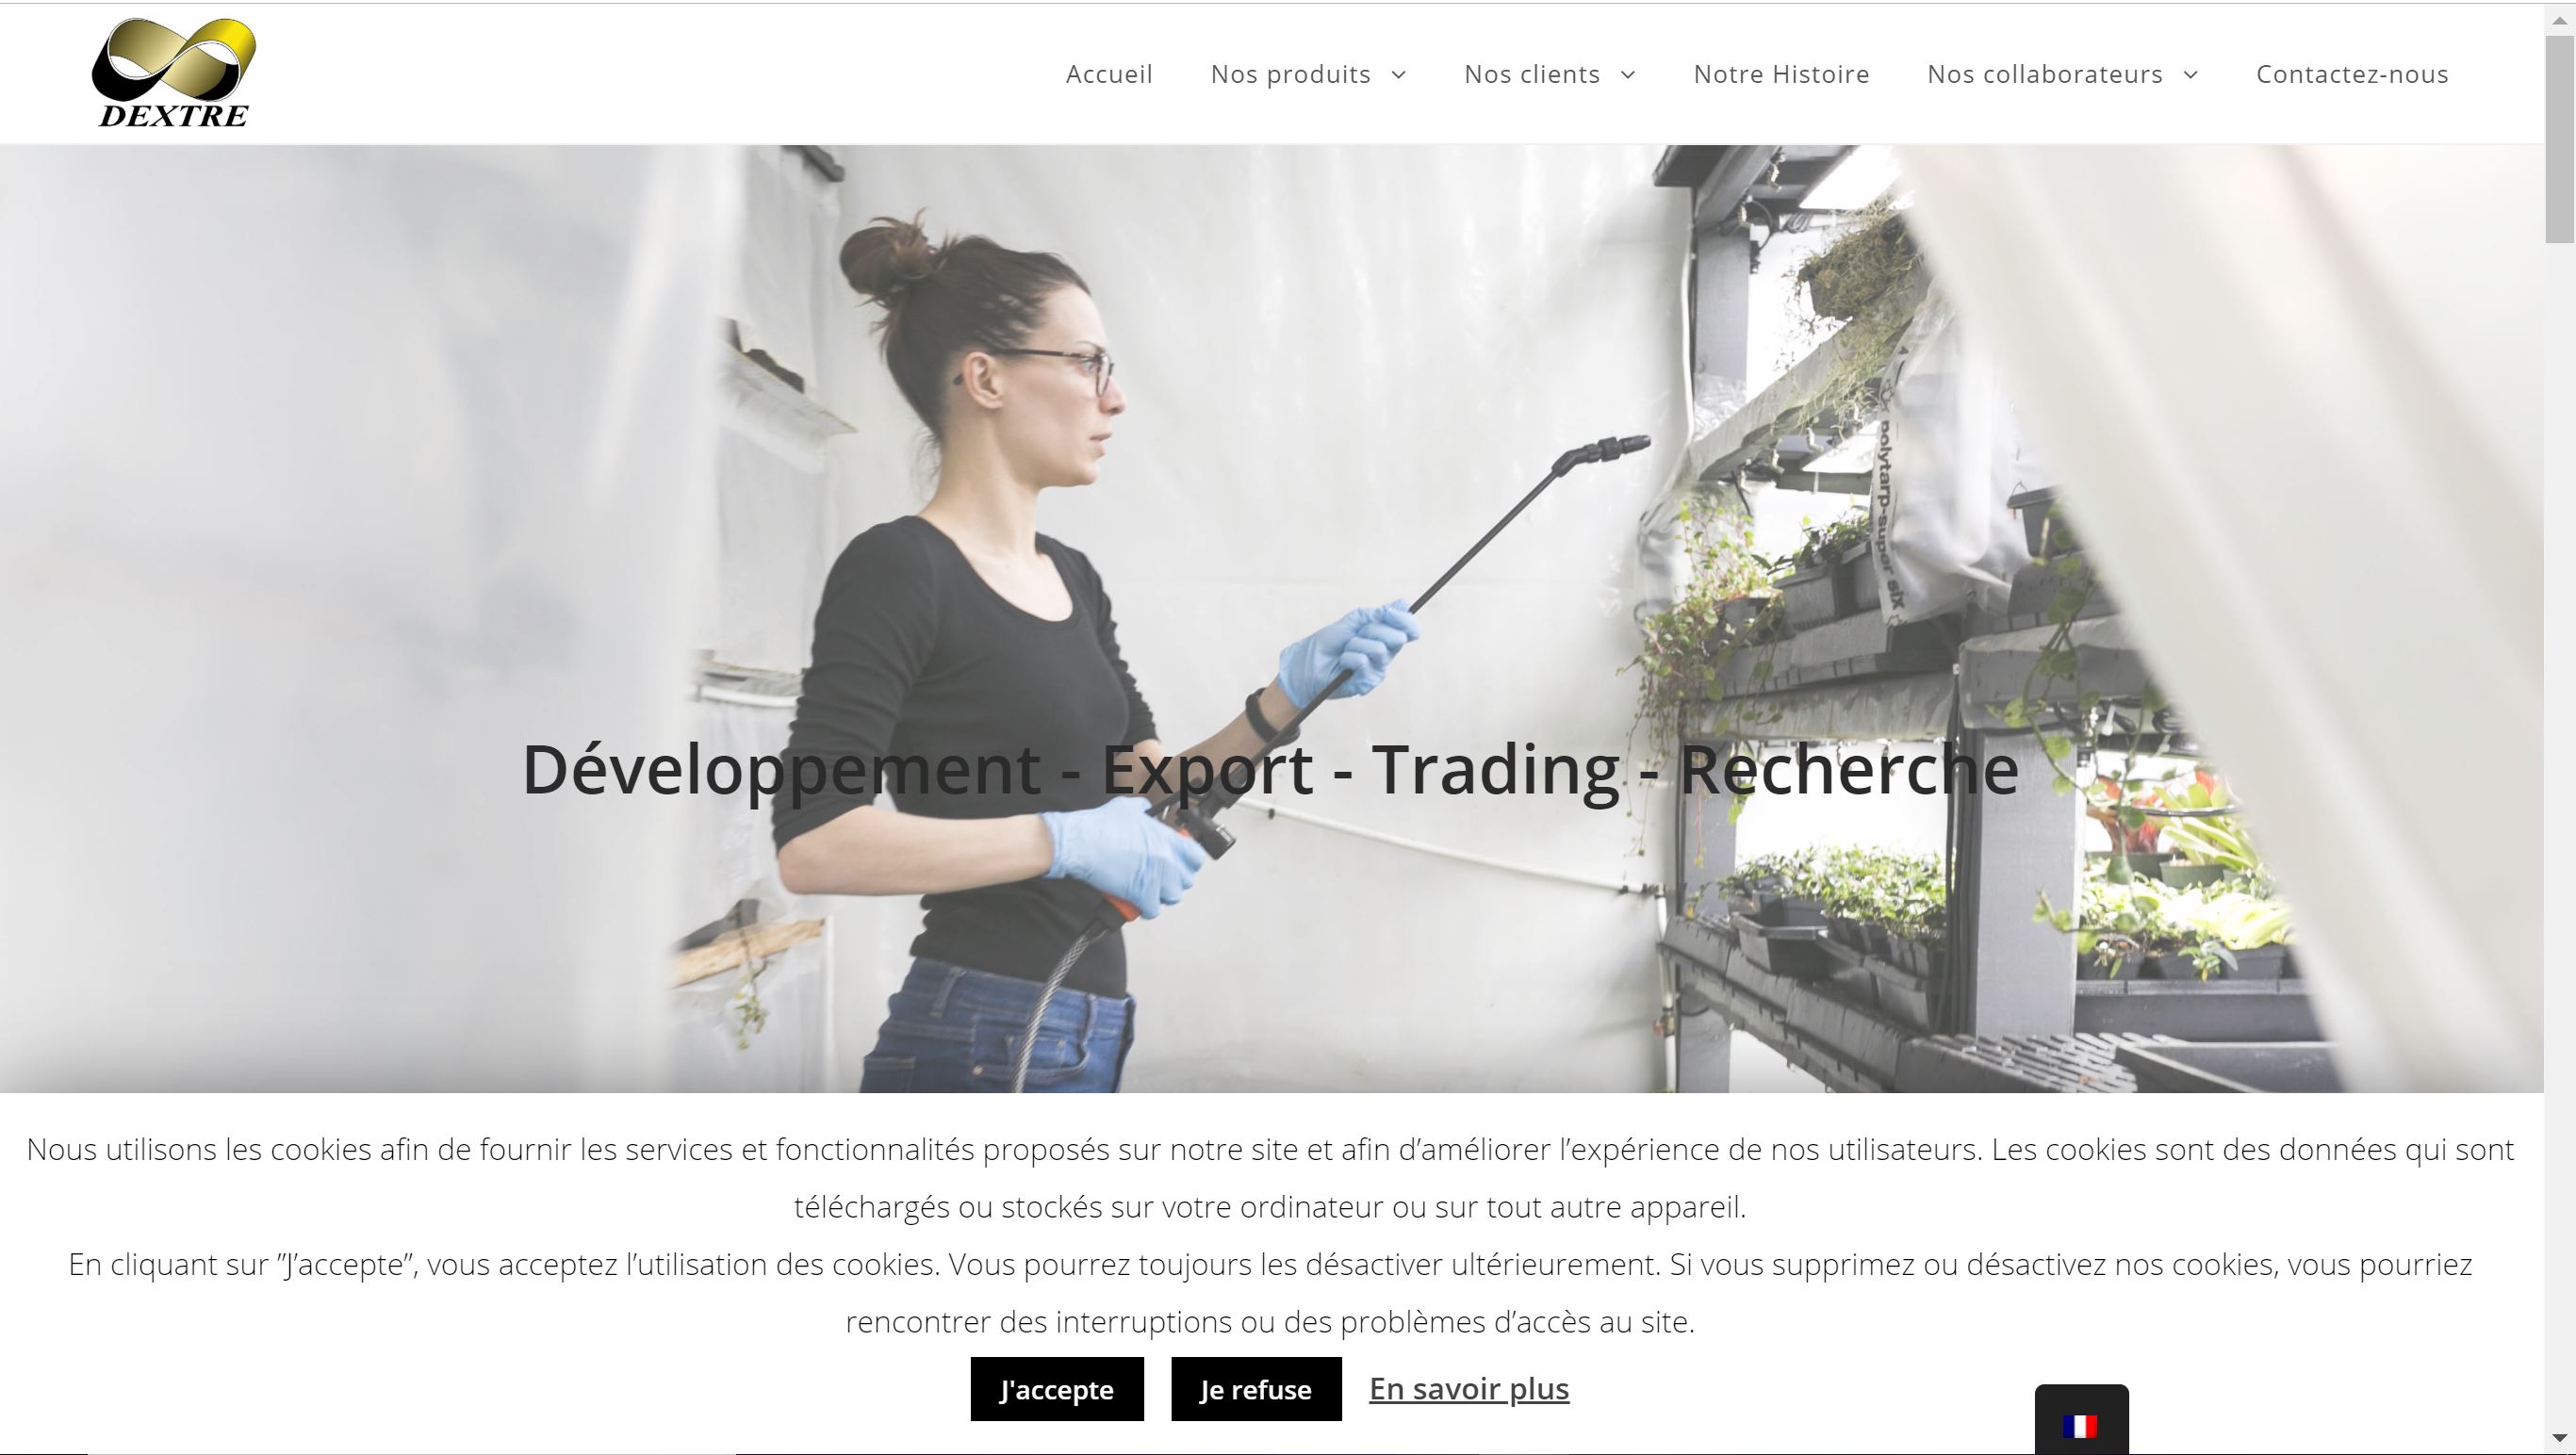 DEXTRE
Accueil
Nos produits
Nos clients
Notre Histoire
Nos collaborateurs
Contactez-nous
polytarp-super six
Développement - Export - Trading - Recherche
Nous utilisons les cookies afin de fournir les services et fonctionnalités proposés sur notre site et afin d’améliorer l’expérience de nos utilisateurs. Les cookies sont des données qui sont
téléchargés ou stockés sur votre ordinateur ou sur tout autre appareil.
En cliquant sur ”J’accepte”, vous acceptez l’utilisation des cookies. Vous pourrez toujours les désactiver ultérieurement. Si vous supprimez ou désactivez nos cookies, vous pourriez
rencontrer des interruptions ou des problèmes d’accès au site.
J'accepte
Je refuse
En savoir plus